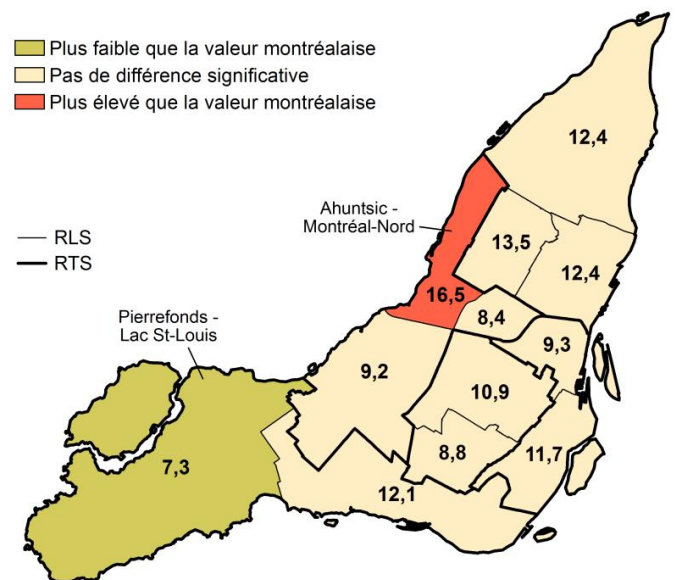 Plus faible que la valeur montréalaise
Pas de différence significative
Plus élevé que la valeur montréalaise
12,4
Ahuntsic -
Montréal-Nord
RLS
RTS
13,5
12,4
16,5
8,4
Pierrefonds -
Lac St-Louis
9,3
9,2
10,9
8,8
11,7
7,3
12,1